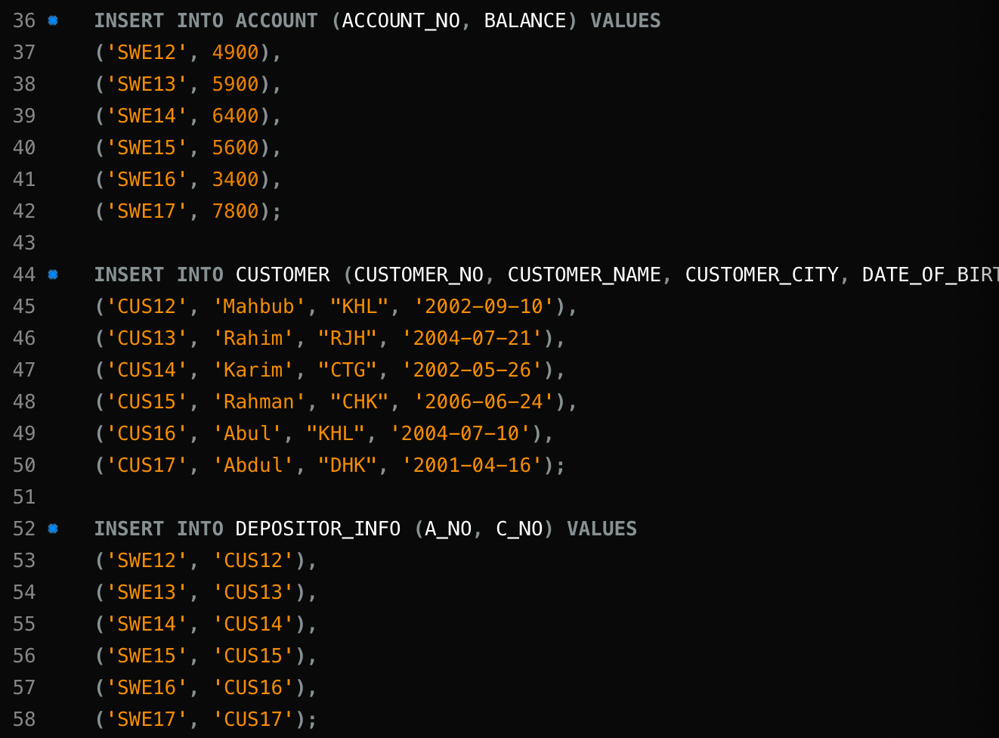 36 INSERT INTO ACCOUNT (ACCOUNT_NO, BALANCE) VALUES
37 ('SWE12', 4900),
38 ('SWE13', 5900),
39 ('SWE14', 6400),
40 ('SWE15', 5600),
41 ('SWE16', 3400),
42 ('SWE17', 7800);
43
44 INSERT INTO CUSTOMER (CUSTOMER_NO, CUSTOMER_NAME, CUSTOMER_CITY, DATE_OF_BIRT
45 ('CUS12', 'Mahbub', "KHL", '2002-09-10'),
46 ('CUS13', 'Rahim', "RJH", '2004-07-21'),
47 ('CUS14', 'Karim', "CTG", '2002-05-26'),
48 ('CUS15', 'Rahman', "CHK", '2006-06-24'),
49 ('CUS16', 'Abul', "KHL", '2004-07-10'),
50 ('CUS17', 'Abdul', "DHK", '2001-04-16');
51
52 INSERT INTO DEPOSITOR_INFO (A_NO, C_NO) VALUES
53 ('SWE12', 'CUS12'),
54 ('SWE13', 'CUS13'),
55 ('SWE14', 'CUS14'),
56 ('SWE15', 'CUS15'),
57 ('SWE16', 'CUS16'),
58 ('SWE17', 'CUS17');